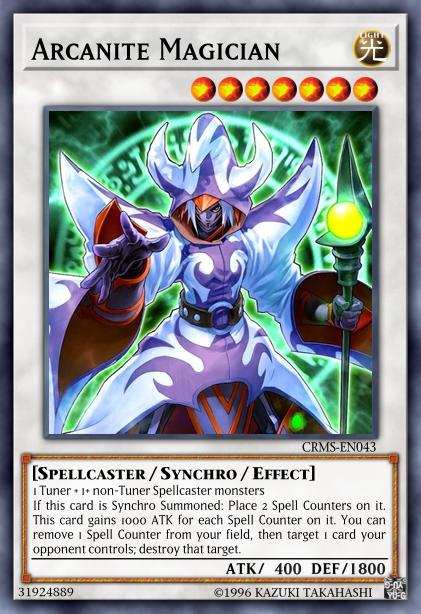 ARCANITE MAGICIAN
LIGHT
光
CRMS-EN043
[SPELLCASTER / SYNCHRO / EFFECT]
1 Tuner + 1+ non-Tuner Spellcaster monsters
If this card is Synchro Summoned: Place 2 Spell Counters on it.
This card gains 1000 ATK for each Spell Counter on it. You can
remove 1 Spell Counter from your field, then target 1 card your
opponent controls; destroy that target.
ATK/ 400 DEF/1800
31924889
©1996 KAZUKI TAKAHASHI